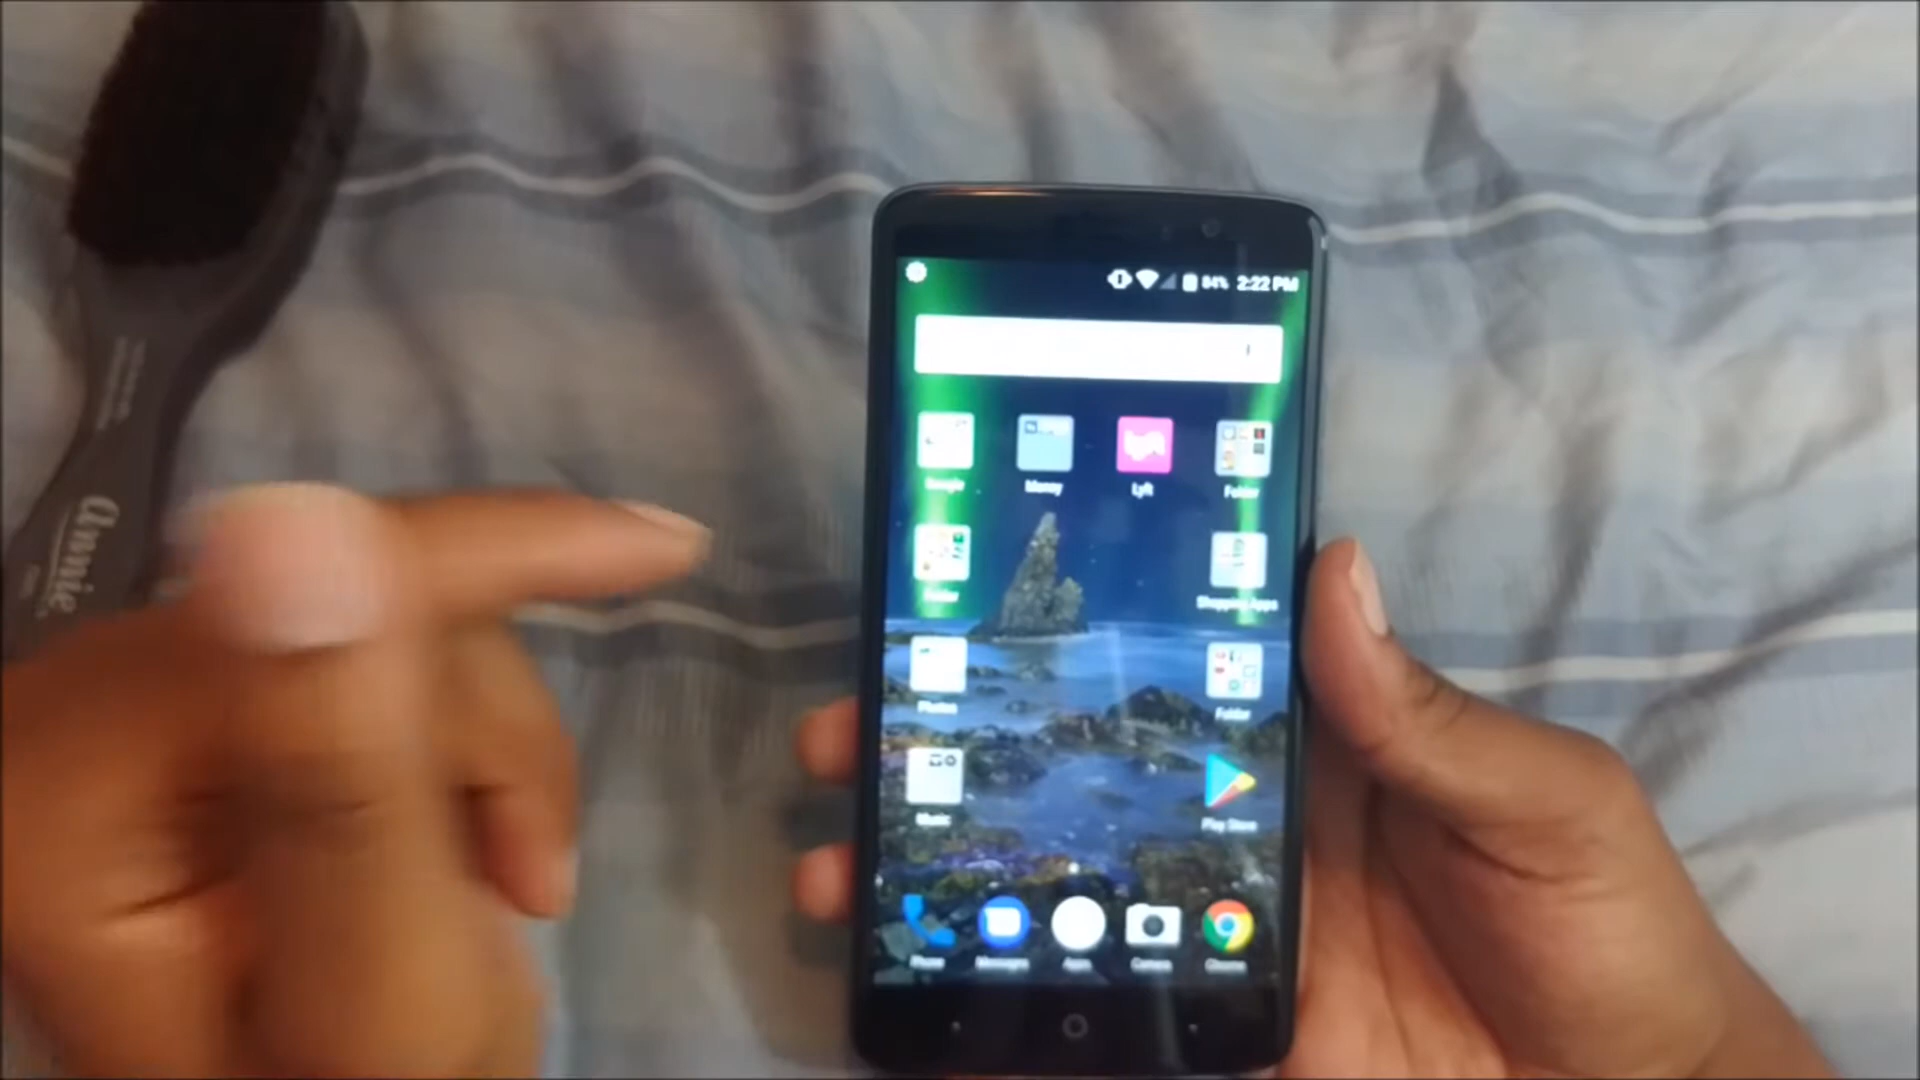 84% 2:22 PM
Google Money Lyft Folder
Folder Shopping Apps
Photos Folder
Music Play Store
Phone Messages Apps Camera Chrome
Annie